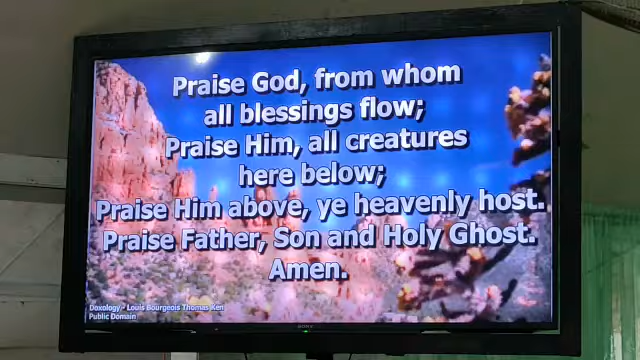 Praise God, from whom
all blessings flow;
Praise Him, all creatures
here below;
Praise Him above, ye heavenly host.
Praise Father, Son and Holy Ghost.
Amen.
Doxology - Louis Bourgeois Thomas Ken
Public Domain
SONY